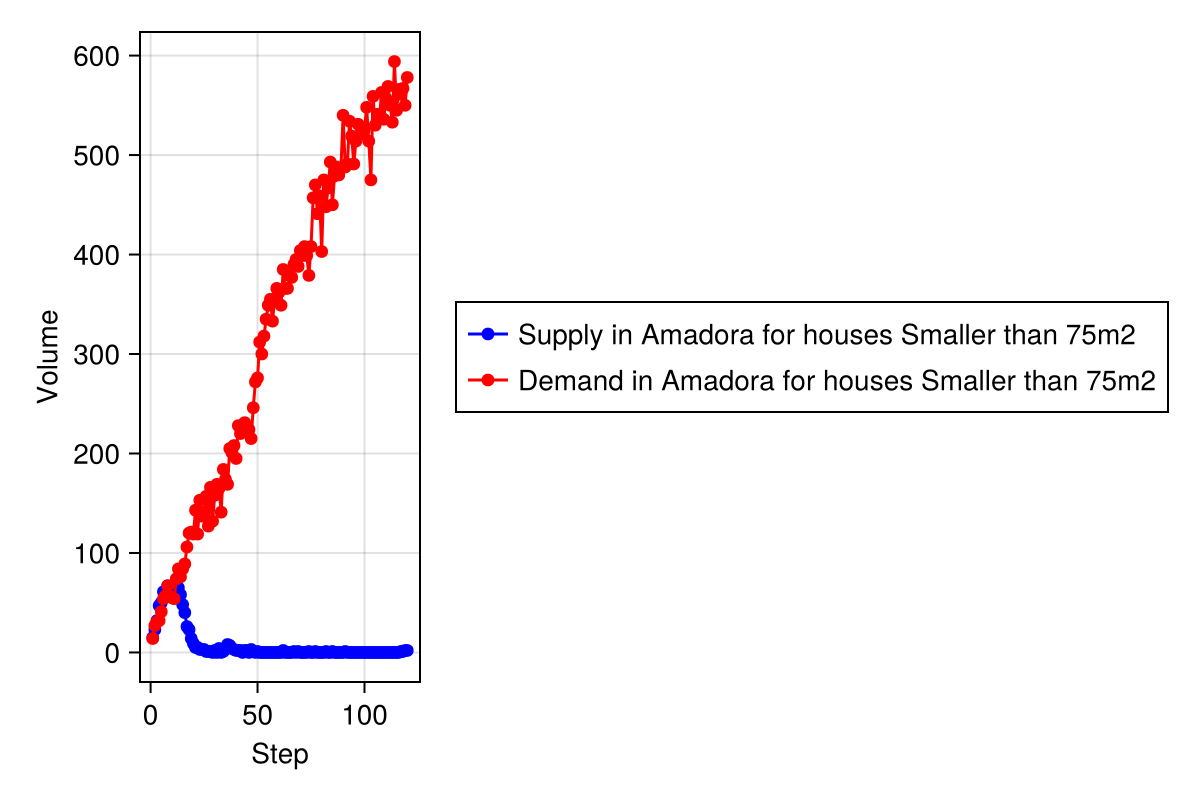 600
500
400
300
200
100
0
Volume
0 50 100
Step
Supply in Amadora for houses Smaller than 75m2
Demand in Amadora for houses Smaller than 75m2